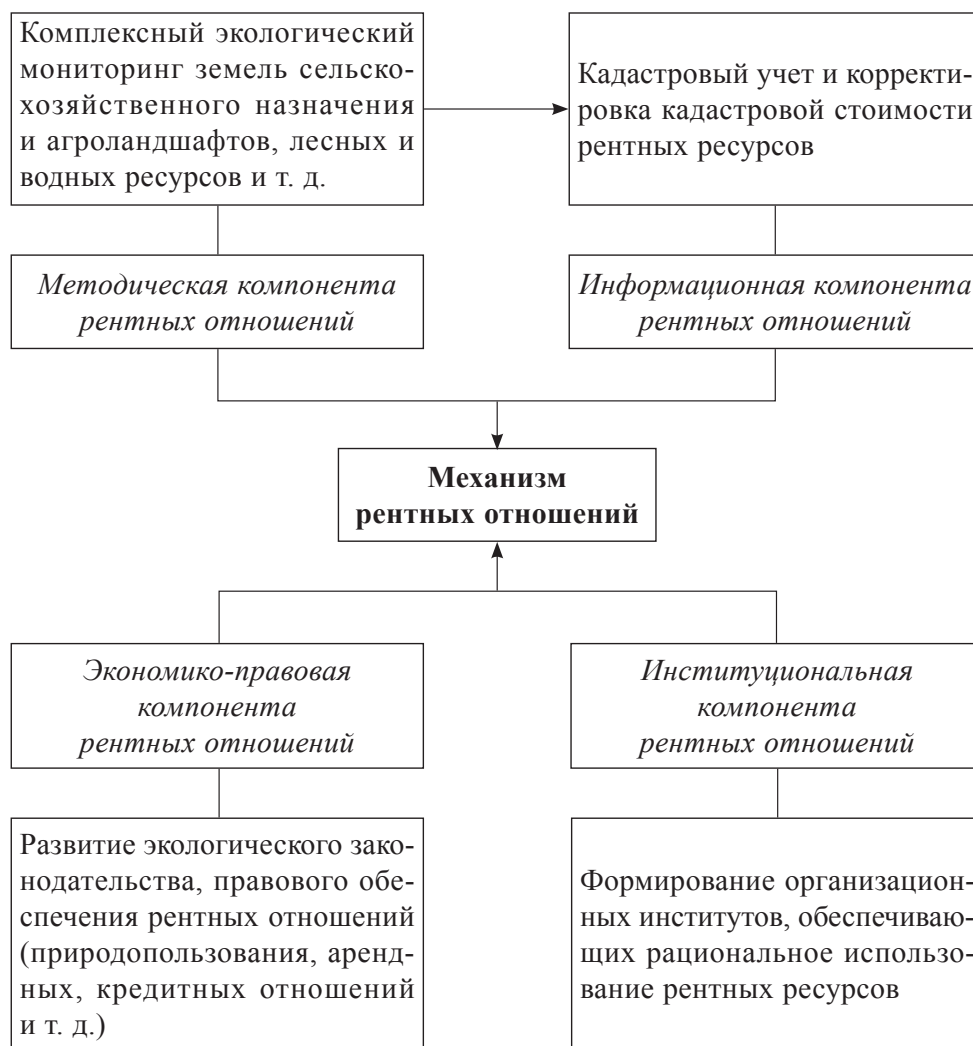 Комплексный экологический
мониторинг земель сельско-
хозяйственного назначения
и агроландшафтов, лесных и
водных ресурсов и т. д.
Кадастровый учет и корректи-
ровка кадастровой стоимости
рентных ресурсов
Методическая компонента
рентных отношений
Информационная компонента
рентных отношений
Механизм
рентных отношений
Экономико-правовая
компонента
рентных отношений
Институциональная
компонента
рентных отношений
Развитие экологического зако-
нодательства, правового обе-
спечения рентных отношений
(природопользования, аренд-
ных, кредитных отношений
и т. д.)
Формирование организацион-
ных институтов, обеспечиваю-
щих рациональное использо-
вание рентных ресурсов